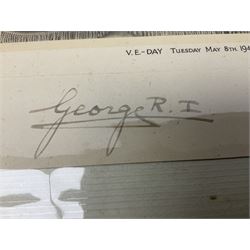 V.E.-DAY TUESDAY MAY 8TH. 194
George R. I